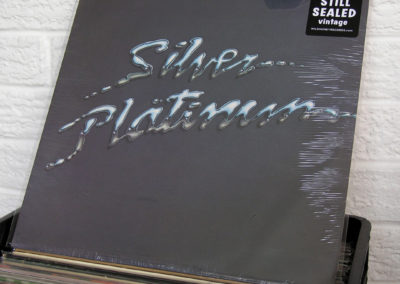 STILL
SEALED
vintage
Silver
Platinum